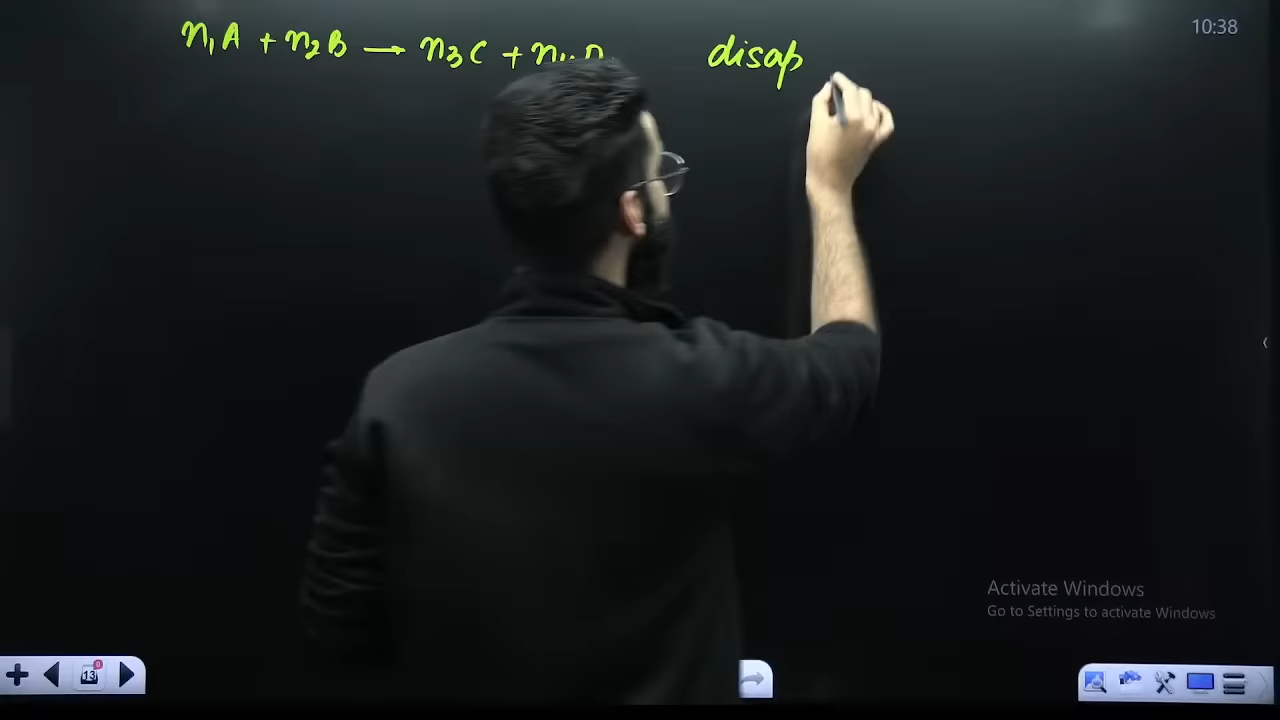 10:38
n₁A + n₂B → n₃C + n₄D disap
Activate Windows
Go to Settings to activate Windows
13